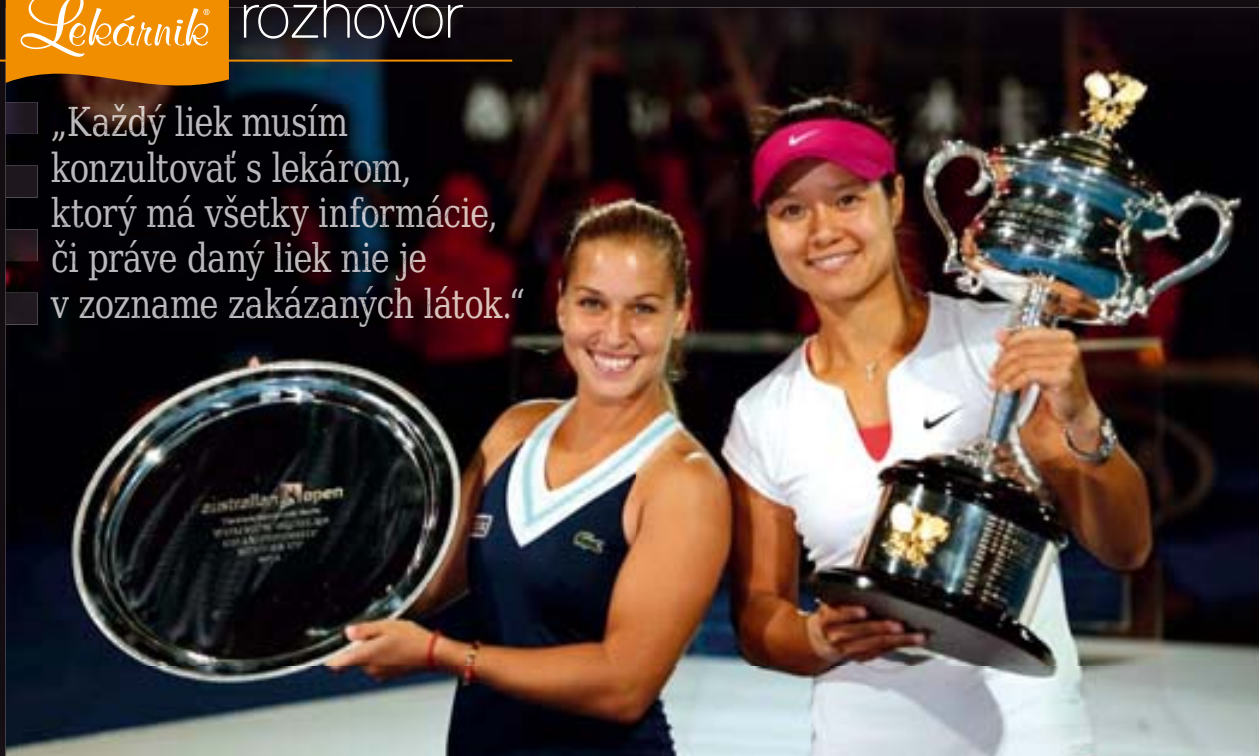 Lekárnik® rozhovor
„Každý liek musím
konzultovať s lekárom,
ktorý má všetky informácie,
či práve daný liek nie je
v zozname zakázaných látok.“
australian open